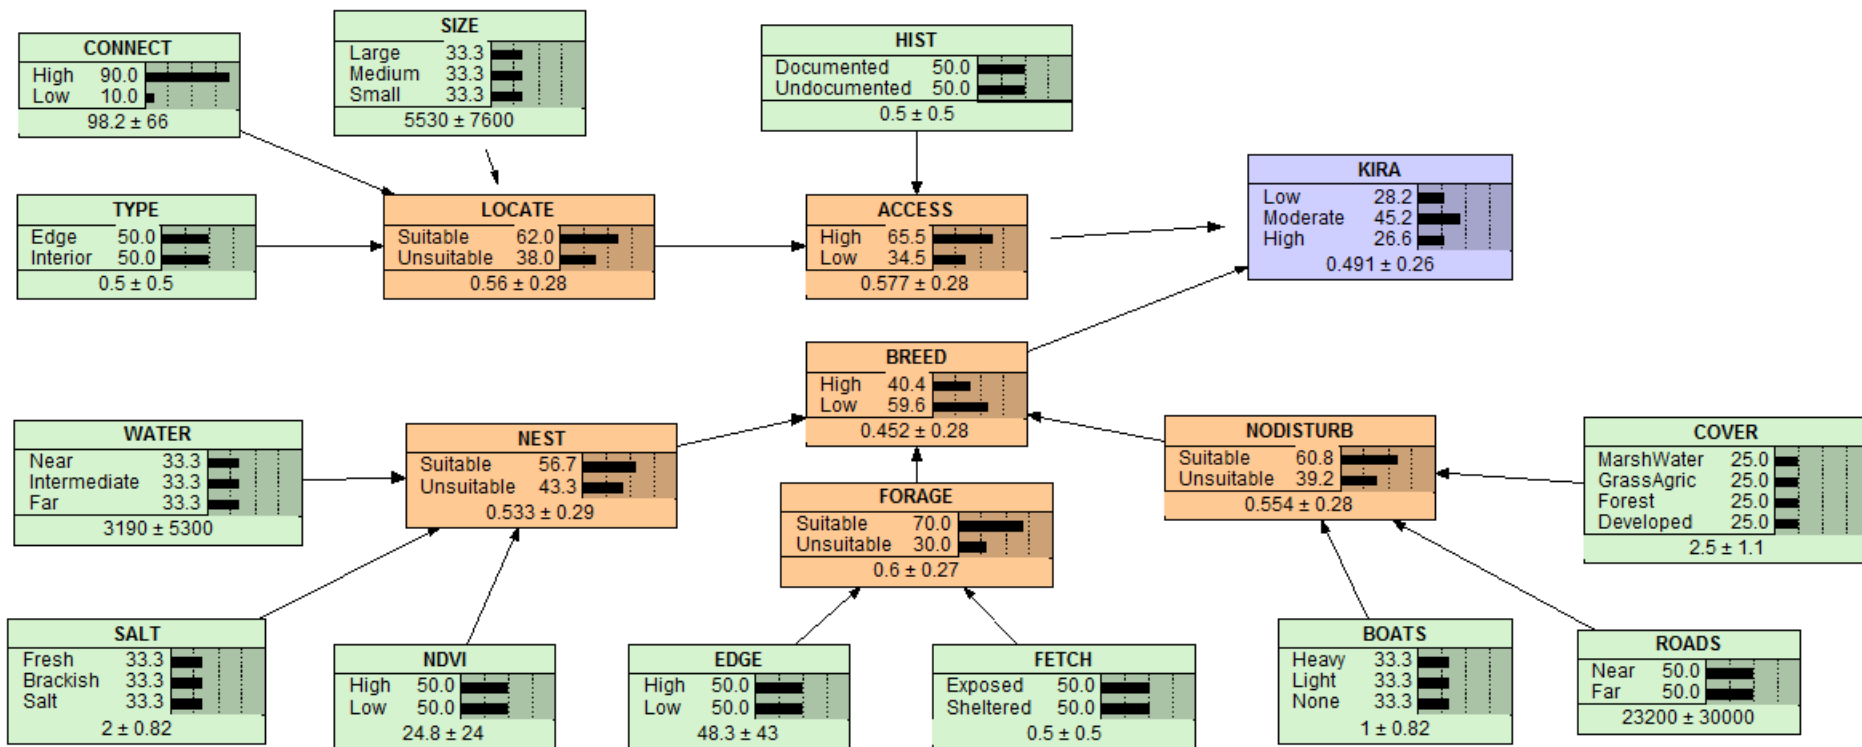 CONNECT
High 90.0
Low 10.0
98.2 ± 66
SIZE
Large 33.3
Medium 33.3
Small 33.3
5530 ± 7600
HIST
Documented 50.0
Undocumented 50.0
0.5 ± 0.5
KIRA
Low 28.2
Moderate 45.2
High 26.6
0.491 ± 0.26
TYPE
Edge 50.0
Interior 50.0
0.5 ± 0.5
LOCATE
Suitable 62.0
Unsuitable 38.0
0.56 ± 0.28
ACCESS
High 65.5
Low 34.5
0.577 ± 0.28
BREED
High 40.4
Low 59.6
0.452 ± 0.28
WATER
Near 33.3
Intermediate 33.3
Far 33.3
3190 ± 5300
NEST
Suitable 56.7
Unsuitable 43.3
0.533 ± 0.29
FORAGE
Suitable 70.0
Unsuitable 30.0
0.6 ± 0.27
NODISTURB
Suitable 60.8
Unsuitable 39.2
0.554 ± 0.28
COVER
MarshWater 25.0
GrassAgric 25.0
Forest 25.0
Developed 25.0
2.5 ± 1.1
SALT
Fresh 33.3
Brackish 33.3
Salt 33.3
2 ± 0.82
NDVI
High 50.0
Low 50.0
24.8 ± 24
EDGE
High 50.0
Low 50.0
48.3 ± 43
FETCH
Exposed 50.0
Sheltered 50.0
0.5 ± 0.5
BOATS
Heavy 33.3
Light 33.3
None 33.3
1 ± 0.82
ROADS
Near 50.0
Far 50.0
23200 ± 30000